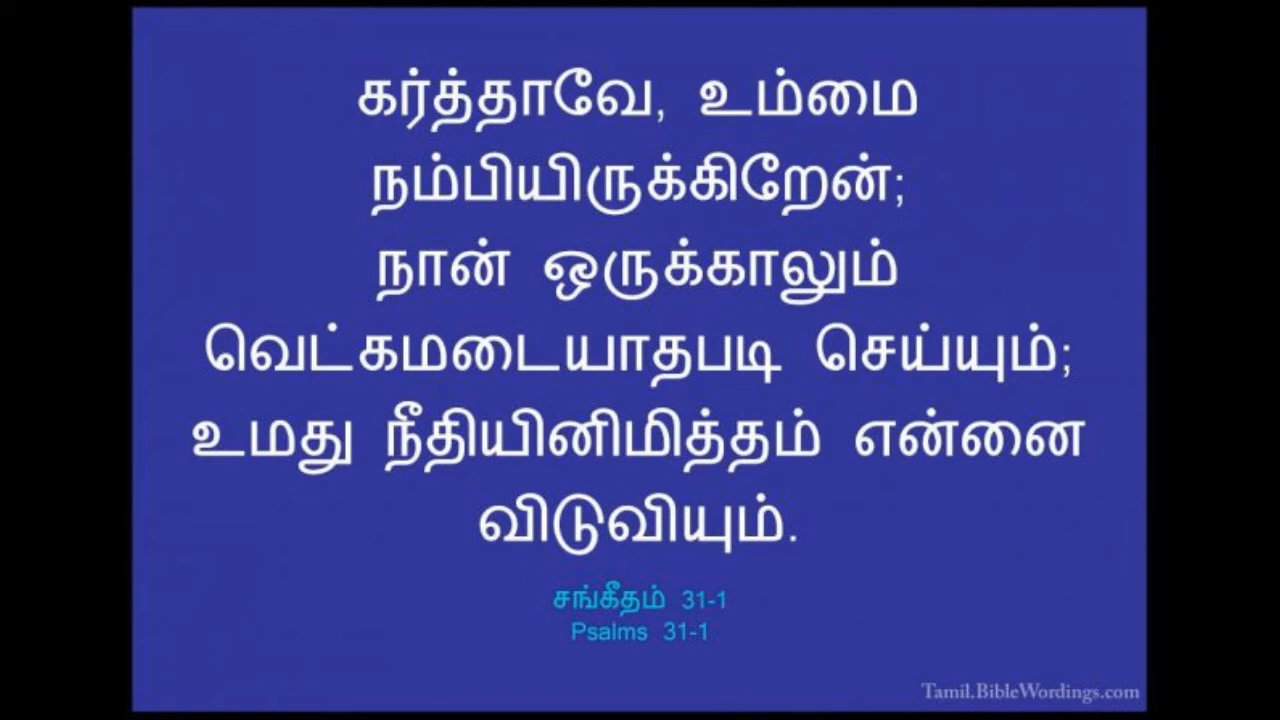 கர்த்தாவே, உம்மை
நம்பியிருக்கிறேன்;
நான் ஒருக்காலும்
வெட்கமடையாதபடி செய்யும்;
உமது நீதியினிமித்தம் என்னை
விடுவியும்.
சங்கீதம் 31-1
Psalms 31-1
Tamil.BibleWordings.com